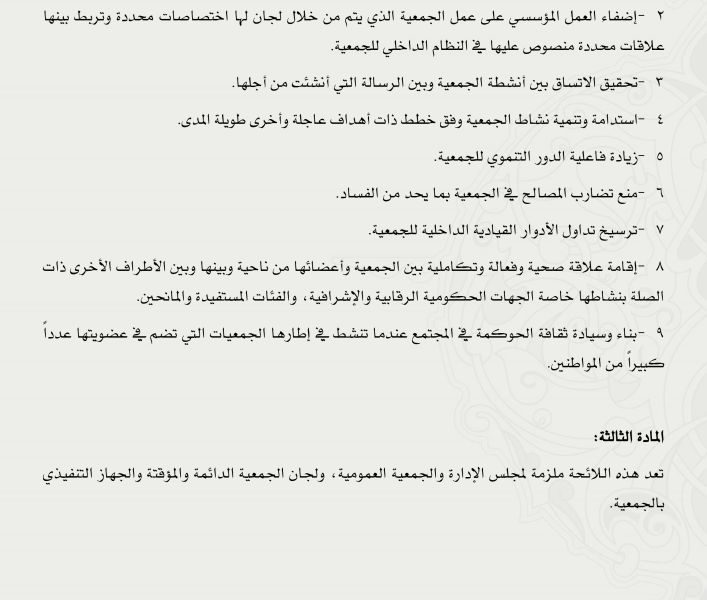 ٢ -إضفاء العمل المؤسسي على عمل الجمعية الذي يتم من خلال لجان لها اختصاصات محددة وتربط بينها
علاقات محددة منصوص عليها في النظام الداخلي للجمعية.
٣ -تحقيق الاتساق بين أنشطة الجمعية وبين الرسالة التي أنشئت من أجلها.
٤ -استدامة وتنمية نشاط الجمعية وفق خطط ذات أهداف عاجلة وأخرى طويلة المدى.
٥ -زيادة فاعلية الدور التنموي للجمعية.
٦ -منع تضارب المصالح في الجمعية بما يحد من الفساد.
٧ -ترسيخ تداول الأدوار القيادية الداخلية للجمعية.
٨ -إقامة علاقة صحية وفعالة وتكاملية بين الجمعية وأعضائها من ناحية وبينها وبين الأطراف الأخرى ذات
الصلة بنشاطها خاصة الجهات الحكومية الرقابية والإشرافية، والفئات المستفيدة والمانحين.
٩ -بناء وسيادة ثقافة الحوكمة في المجتمع عندما تنشط في إطارها الجمعيات التي تضم في عضويتها عدداً
كبيراً من المواطنين.
المادة الثالثة:
تعد هذه اللائحة ملزمة لمجلس الإدارة والجمعية العمومية، ولجان الجمعية الدائمة والمؤقتة والجهاز التنفيذي
بالجمعية.